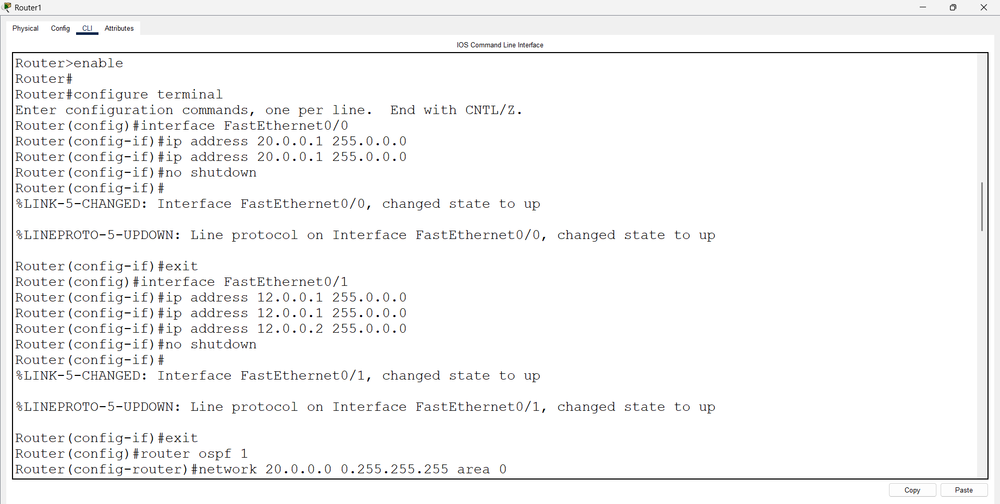 Router1
Physical Config CLI Attributes
IOS Command Line Interface
Router>enable
Router#
Router#configure terminal
Enter configuration commands, one per line.  End with CNTL/Z.
Router(config)#interface FastEthernet0/0
Router(config-if)#ip address 20.0.0.1 255.0.0.0
Router(config-if)#ip address 20.0.0.1 255.0.0.0
Router(config-if)#no shutdown
Router(config-if)#
%LINK-5-CHANGED: Interface FastEthernet0/0, changed state to up
%LINEPROTO-5-UPDOWN: Line protocol on Interface FastEthernet0/0, changed state to up
Router(config-if)#exit
Router(config)#interface FastEthernet0/1
Router(config-if)#ip address 12.0.0.1 255.0.0.0
Router(config-if)#ip address 12.0.0.1 255.0.0.0
Router(config-if)#ip address 12.0.0.2 255.0.0.0
Router(config-if)#no shutdown
Router(config-if)#
%LINK-5-CHANGED: Interface FastEthernet0/1, changed state to up
%LINEPROTO-5-UPDOWN: Line protocol on Interface FastEthernet0/1, changed state to up
Router(config-if)#exit
Router(config)#router ospf 1
Router(config-router)#network 20.0.0.0 0.255.255.255 area 0
Copy Paste